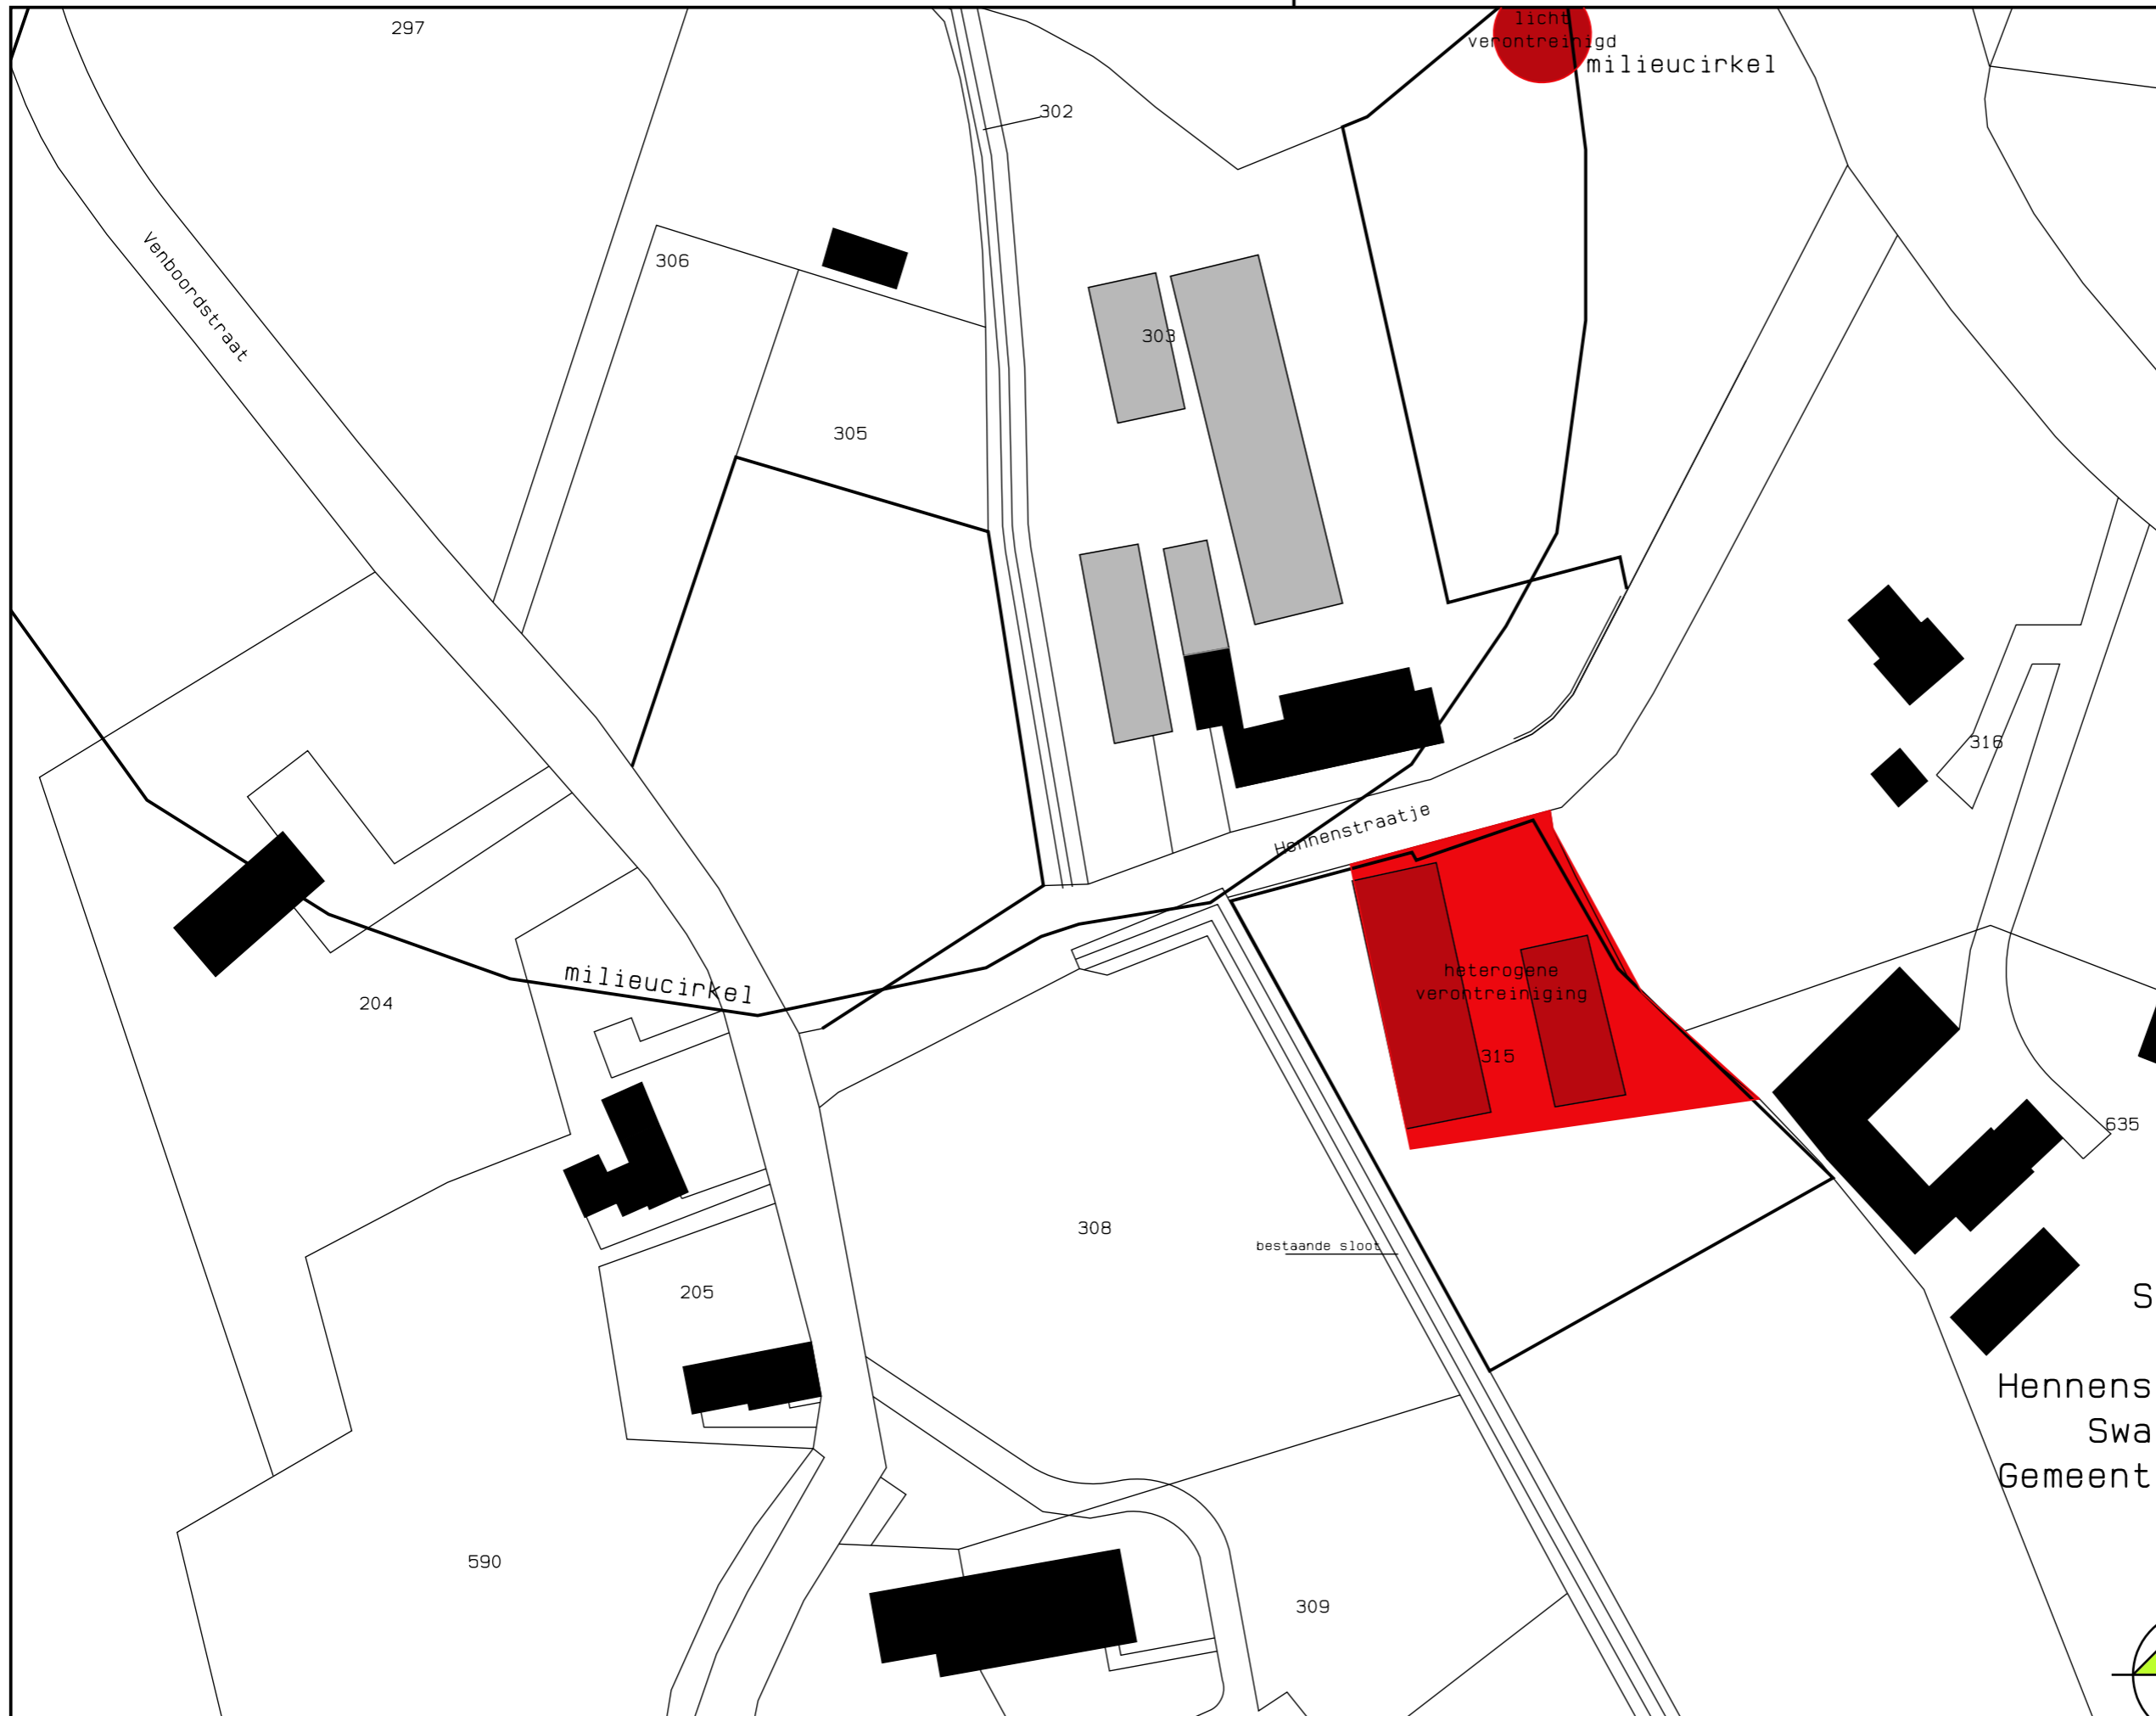 297
licht
verontreinigd
milieucirkel
302
Venboordstraat
306
303
305
316
Hennenstraatje
milieucirkel
204
heterogene
verontreiniging
315
635
308
bestaande sloot
205
S
Hennens
Swa
Gemeent
590
309